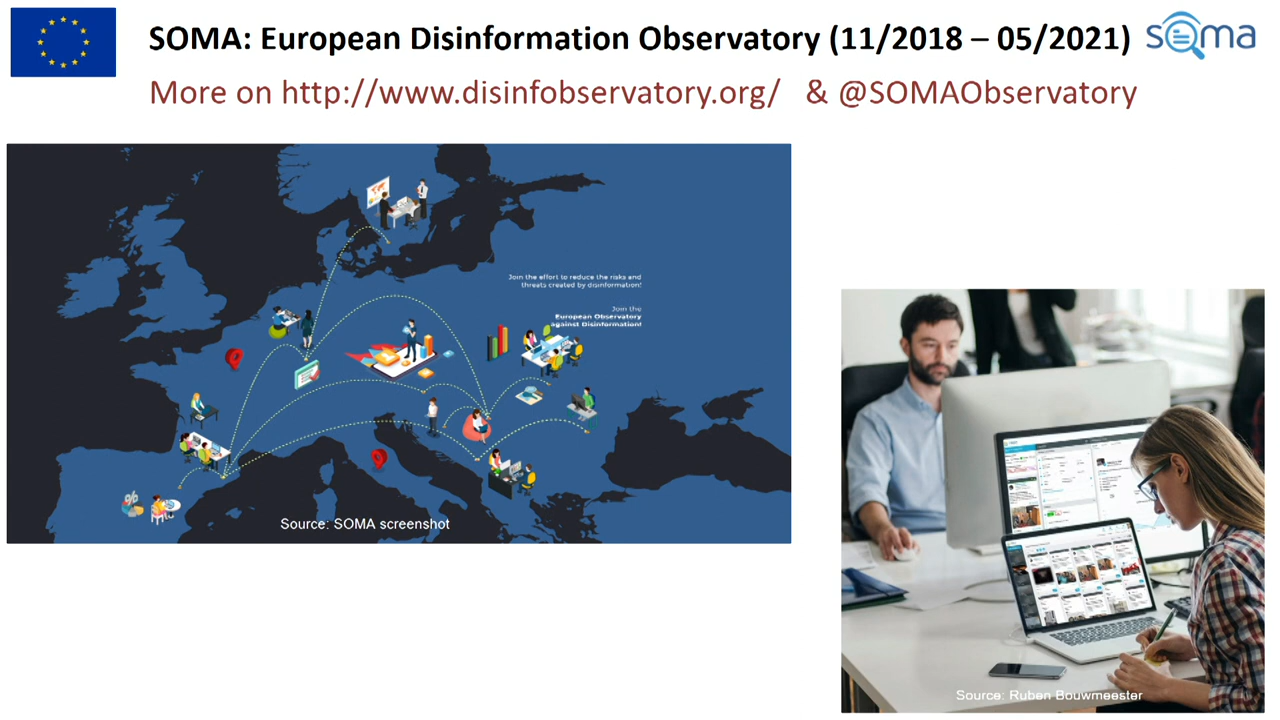 SOMA: European Disinformation Observatory (11/2018 – 05/2021)
soma
More on http://www.disinfobservatory.org/ & @SOMAObservatory
Join the effort to reduce the risks and
threats created by disinformation!
Join the
European Observatory
against Disinformation!
Source: SOMA screenshot
Source: Ruben Bouwmeester